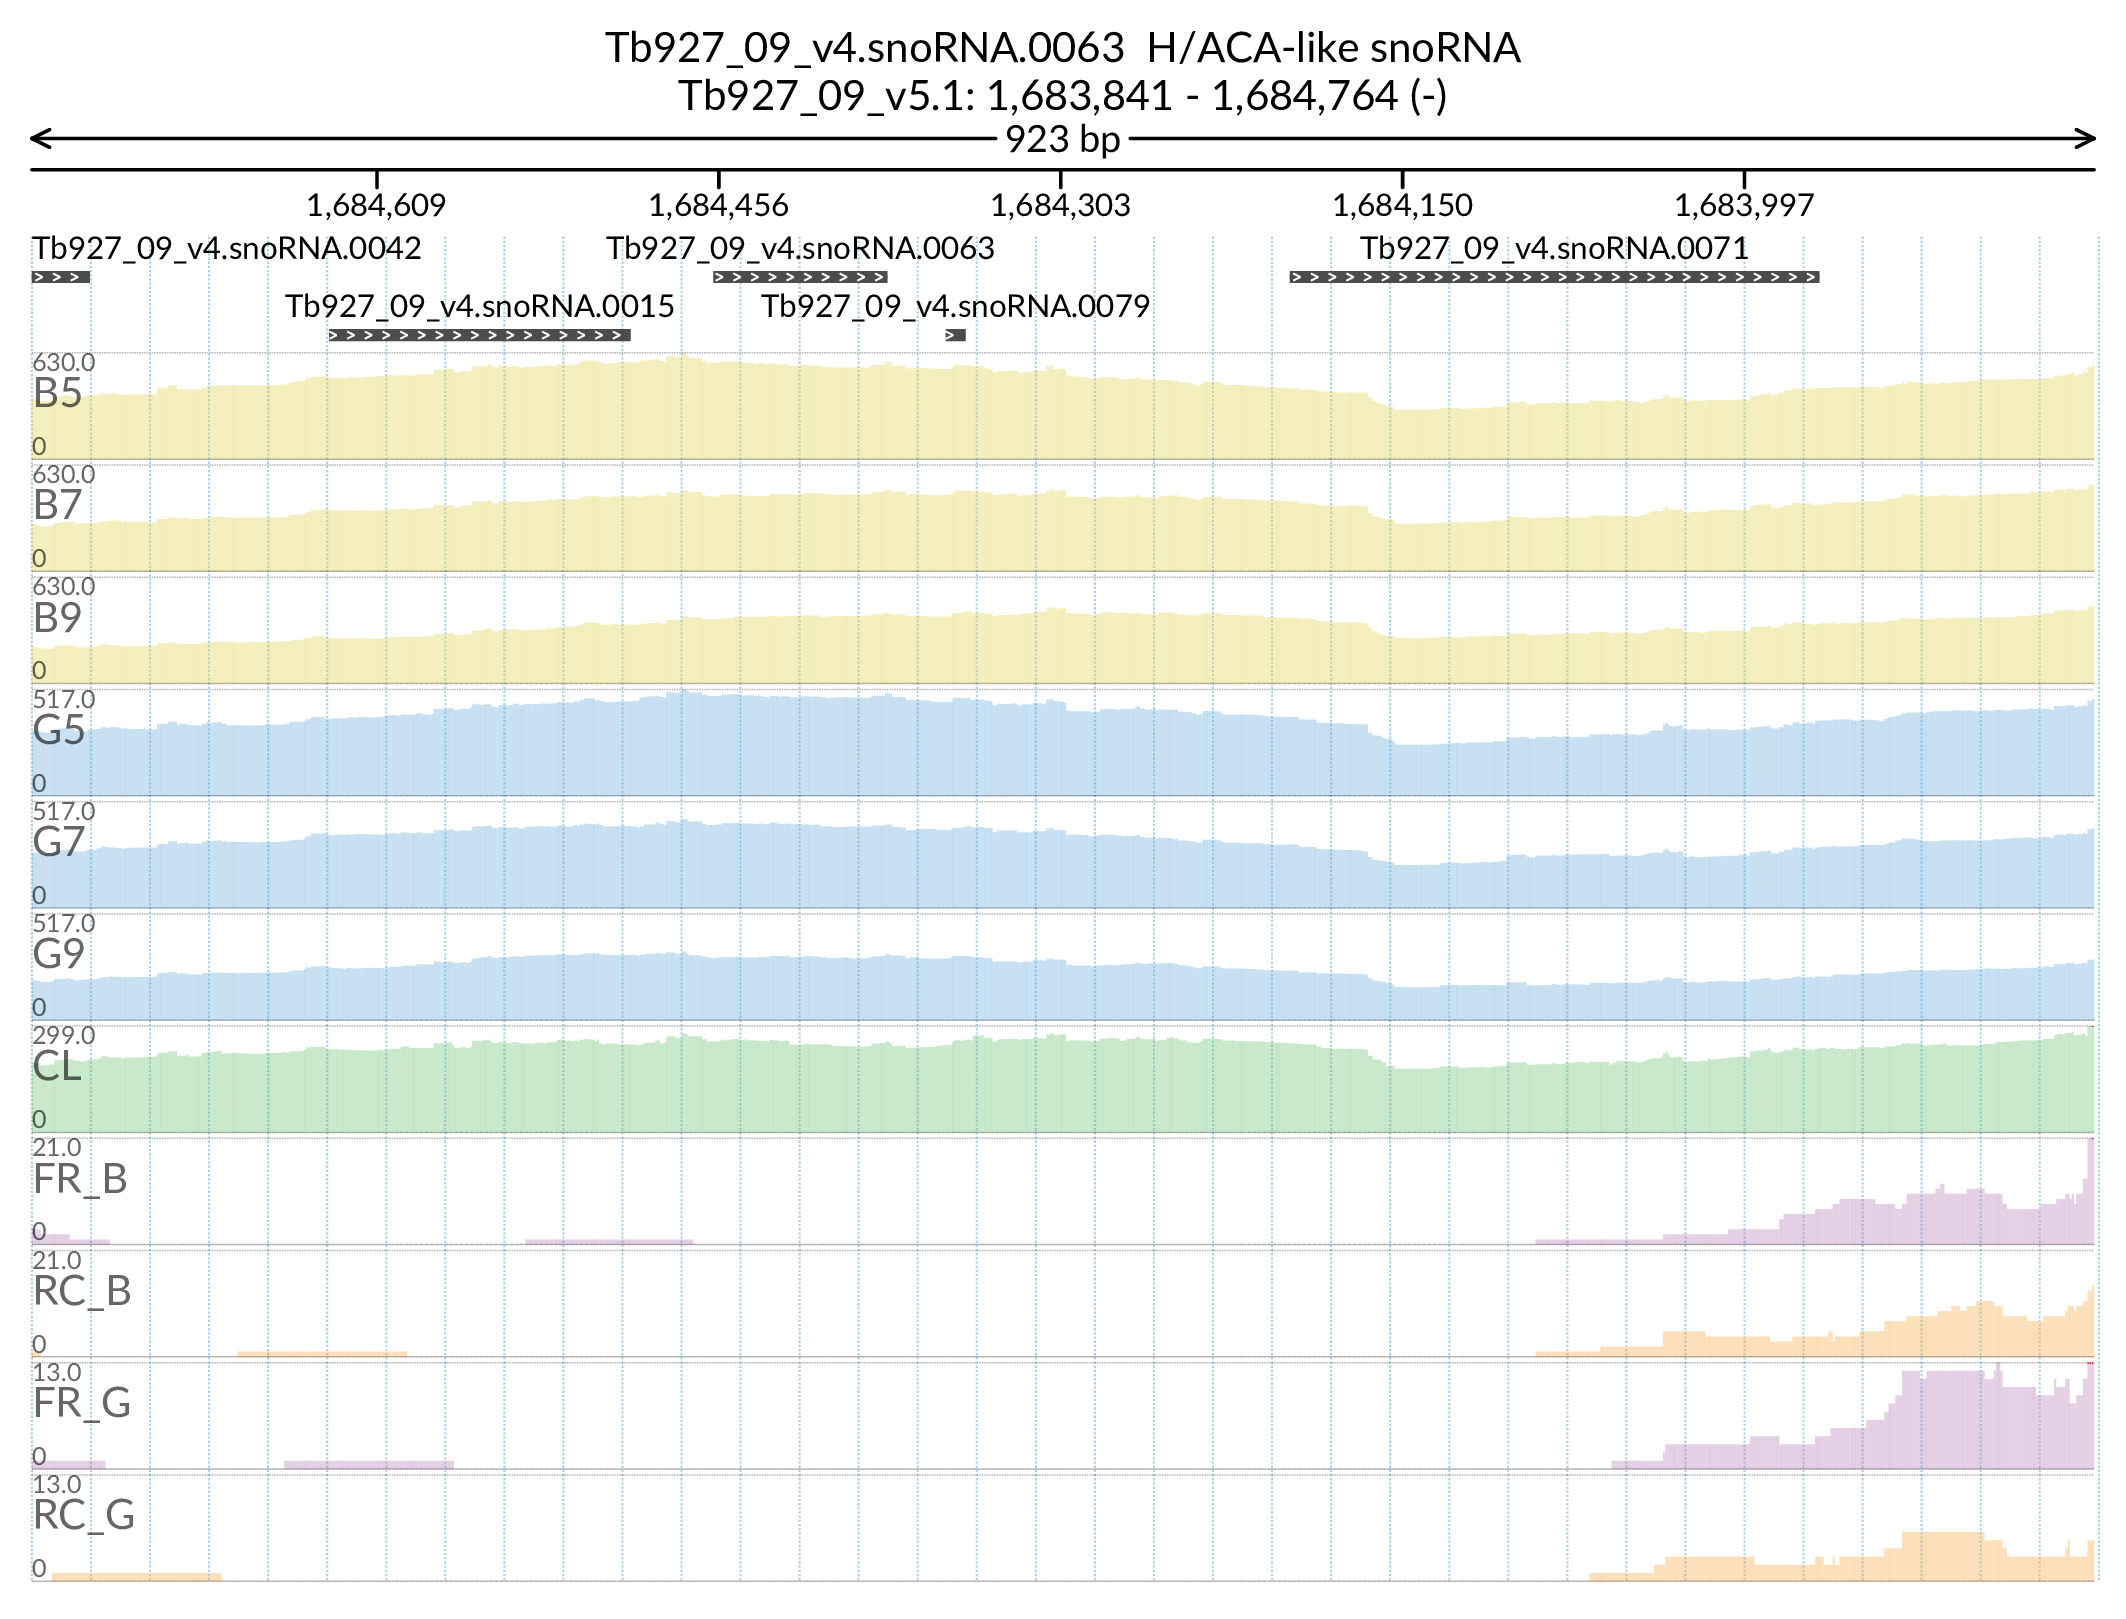 Tb927_09_v4.snoRNA.0063  H/ACA-like snoRNA
Tb927_09_v5.1: 1,683,841 - 1,684,764 (-)
923 bp
1,684,609 1,684,456 1,684,303 1,684,150 1,683,997
Tb927_09_v4.snoRNA.0042 Tb927_09_v4.snoRNA.0063 Tb927_09_v4.snoRNA.0071
Tb927_09_v4.snoRNA.0015 Tb927_09_v4.snoRNA.0079
630.0
B5
0
630.0
B7
0
630.0
B9
0
517.0
G5
0
517.0
G7
0
517.0
G9
0
299.0
CL
0
21.0
FR_B
0
21.0
RC_B
0
13.0
FR_G
0
13.0
RC_G
0